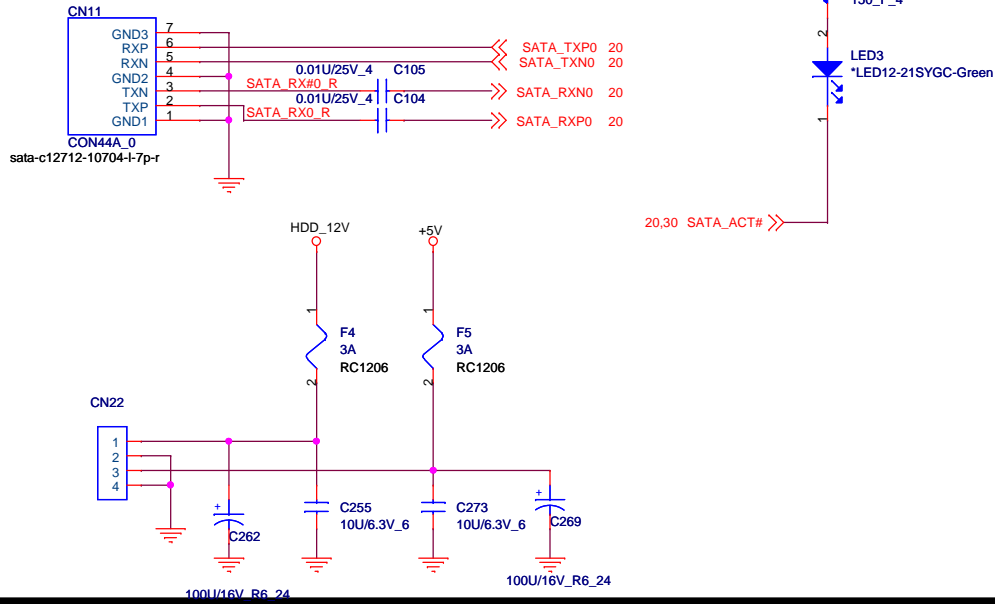 CN11
GND3 7
RXP 6
RXN 5
GND2 4
TXN 3
TXP 2
GND1 1
CON44A_0
sata-c12712-10704-l-7p-r
SATA_TXP0 20
SATA_TXN0 20
0.01U/25V_4 C105
SATA_RX#0_R
SATA_RXN0 20
0.01U/25V_4 C104
SATA_RX0_R
SATA_RXP0 20
2
LED3
*LED12-21SYGC-Green
1
20,30 SATA_ACT#
HDD_12V
+5V
1
1
F4
3A
RC1206
F5
3A
RC1206
2
2
CN22
1
2
3
4
+
C262
100U/16V_R6_24
C255
10U/6.3V_6
C273
10U/6.3V_6
+
C269
100U/16V_R6_24